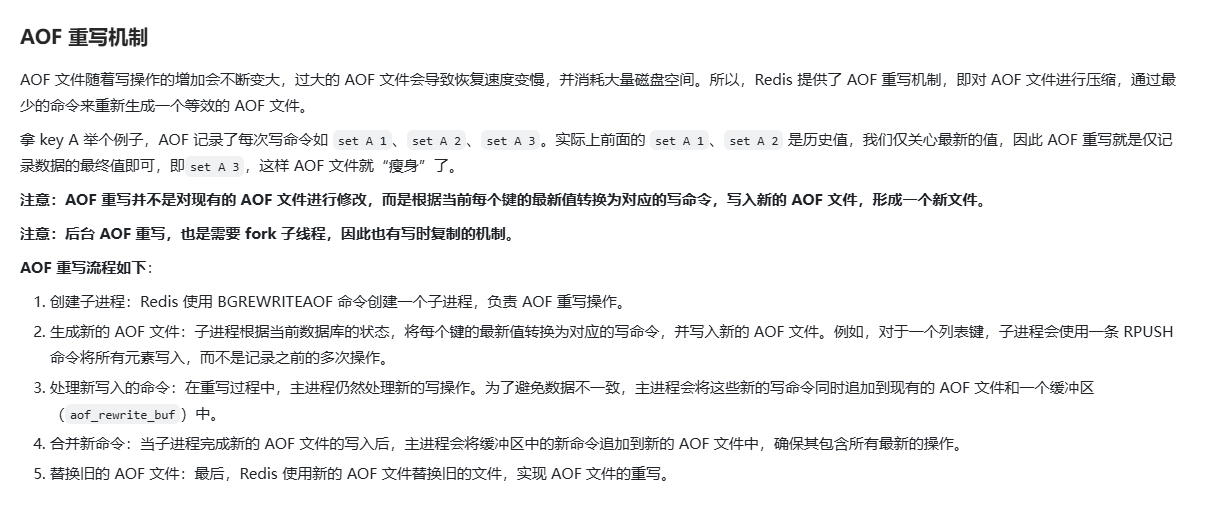 AOF 重写机制
AOF 文件随着写操作的增加会不断变大，过大的 AOF 文件会导致恢复速度变慢，并消耗大量磁盘空间。所以，Redis 提供了 AOF 重写机制，即对 AOF 文件进行压缩，通过最
少的命令来重新生成一个等效的 AOF 文件。
拿 key A 举个例子，AOF 记录了每次写命令如 set A 1、set A 2、set A 3。实际上前面的 set A 1、set A 2 是历史值，我们仅关心最新的值，因此 AOF 重写就是仅记
录数据的最终值即可，即set A 3，这样 AOF 文件就“瘦身”了。
注意：AOF 重写并不是对现有的 AOF 文件进行修改，而是根据当前每个键的最新值转换为对应的写命令，写入新的 AOF 文件，形成一个新文件。
注意：后台 AOF 重写，也是需要 fork 子线程，因此也有写时复制的机制。
AOF 重写流程如下：
1. 创建子进程：Redis 使用 BGREWRITEAOF 命令创建一个子进程，负责 AOF 重写操作。
2. 生成新的 AOF 文件：子进程根据当前数据库的状态，将每个键的最新值转换为对应的写命令，并写入新的 AOF 文件。例如，对于一个列表键，子进程会使用一条 RPUSH
命令将所有元素写入，而不是记录之前的多次操作。
3. 处理新写入的命令：在重写过程中，主进程仍然处理新的写操作。为了避免数据不一致，主进程会将这些新的写命令同时追加到现有的 AOF 文件和一个缓冲区
（aof_rewrite_buf）中。
4. 合并新命令：当子进程完成新的 AOF 文件的写入后，主进程会将缓冲区中的新命令追加到新的 AOF 文件中，确保其包含所有最新的操作。
5. 替换旧的 AOF 文件：最后，Redis 使用新的 AOF 文件替换旧的文件，实现 AOF 文件的重写。